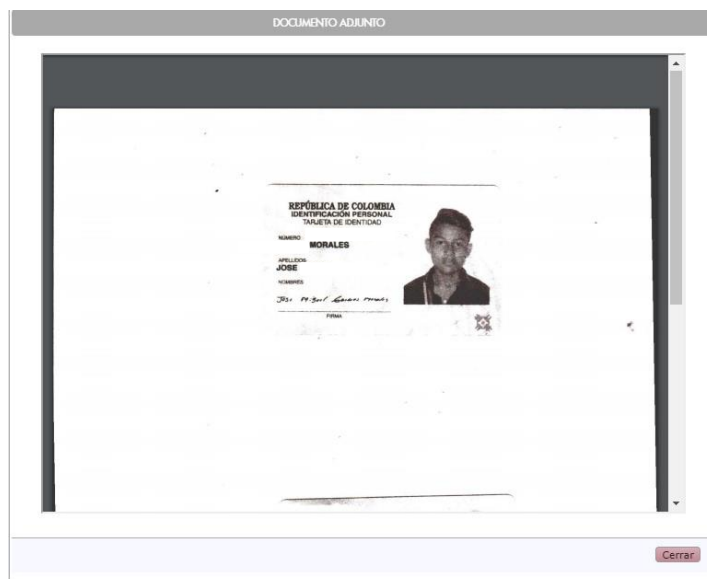 DOCUMENTO ADJUNTO
REPÚBLICA DE COLOMBIA
IDENTIFICACIÓN PERSONAL
TARJETA DE IDENTIDAD
NÚMERO
MORALES
APELLIDOS
JOSE
NOMBRES
FIRMA
Cerrar